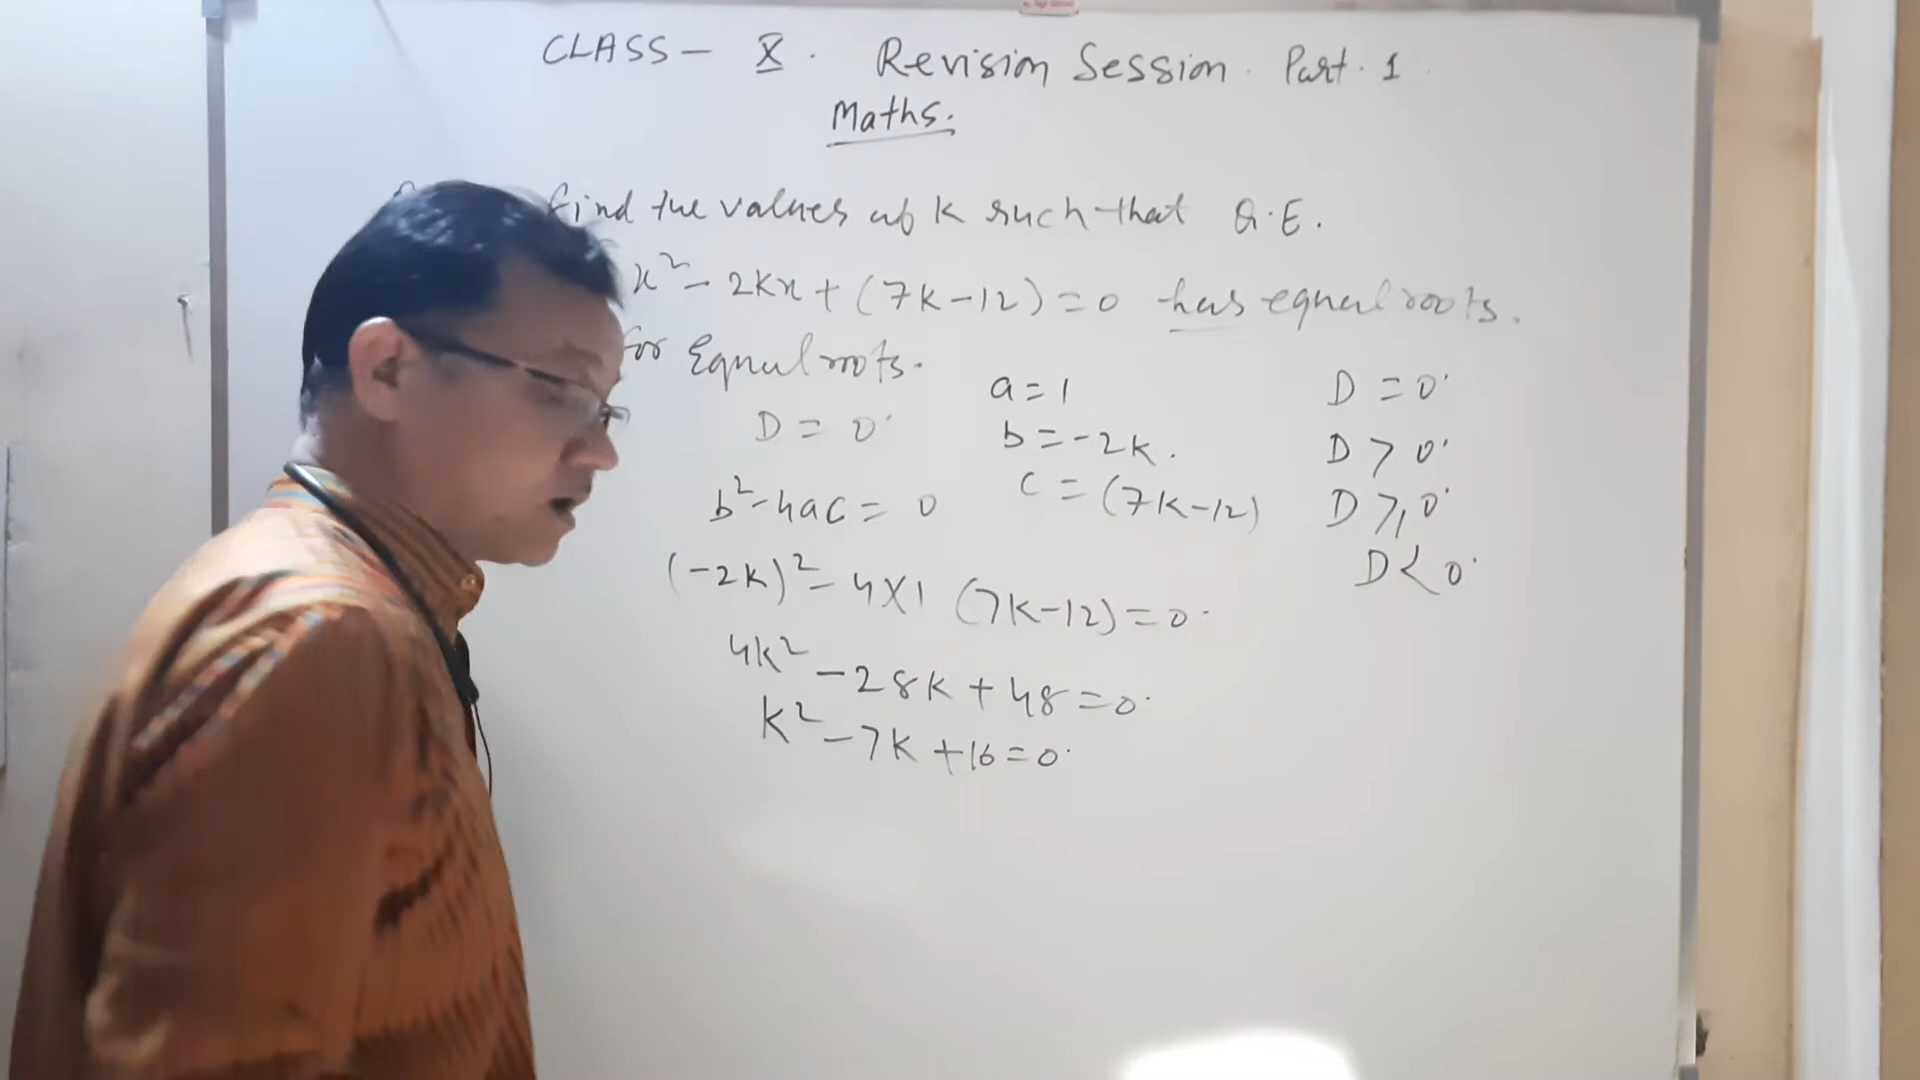 CLASS - X. Revision Session. Part. 1.
Maths.
find the values of k such that Q.E.
x² - 2kx + (7k-12) = 0 has equal roots.
for Equal roots.
D = 0
b² - 4ac = 0
(-2k)² - 4X1 (7k-12) = 0.
4k² - 28k + 48 = 0.
k² - 7k + 16 = 0.
a = 1
b = -2k.
c = (7k-12)
D = 0
D > 0
D ≥ 0
D < 0